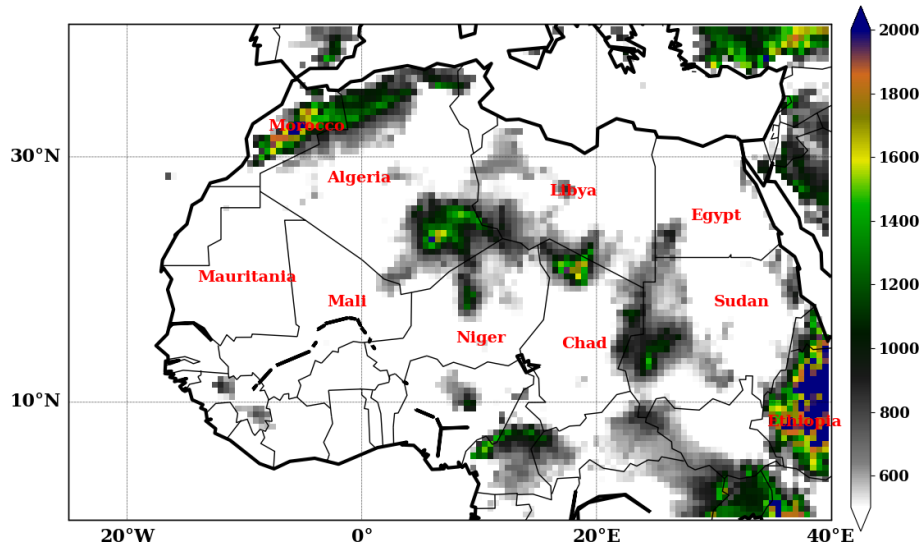 2000
1800
1600
1400
1200
1000
800
600
30°N
10°N
20°W
0°
20°E
40°E
Morocco
Algeria
Libya
Egypt
Mauritania
Mali
Niger
Chad
Sudan
Ethiopia